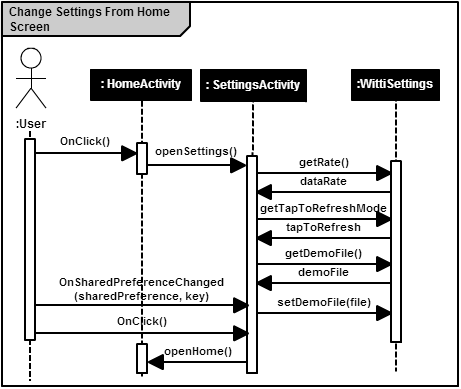 Change Settings From Home
Screen
: HomeActivity
: SettingsActivity
:WittiSettings
:User
OnClick()
openSettings()
getRate()
dataRate
getTapToRefreshMode
tapToRefresh
getDemoFile()
demoFile
OnSharedPreferenceChanged
(sharedPreference, key)
setDemoFile(file)
OnClick()
openHome()